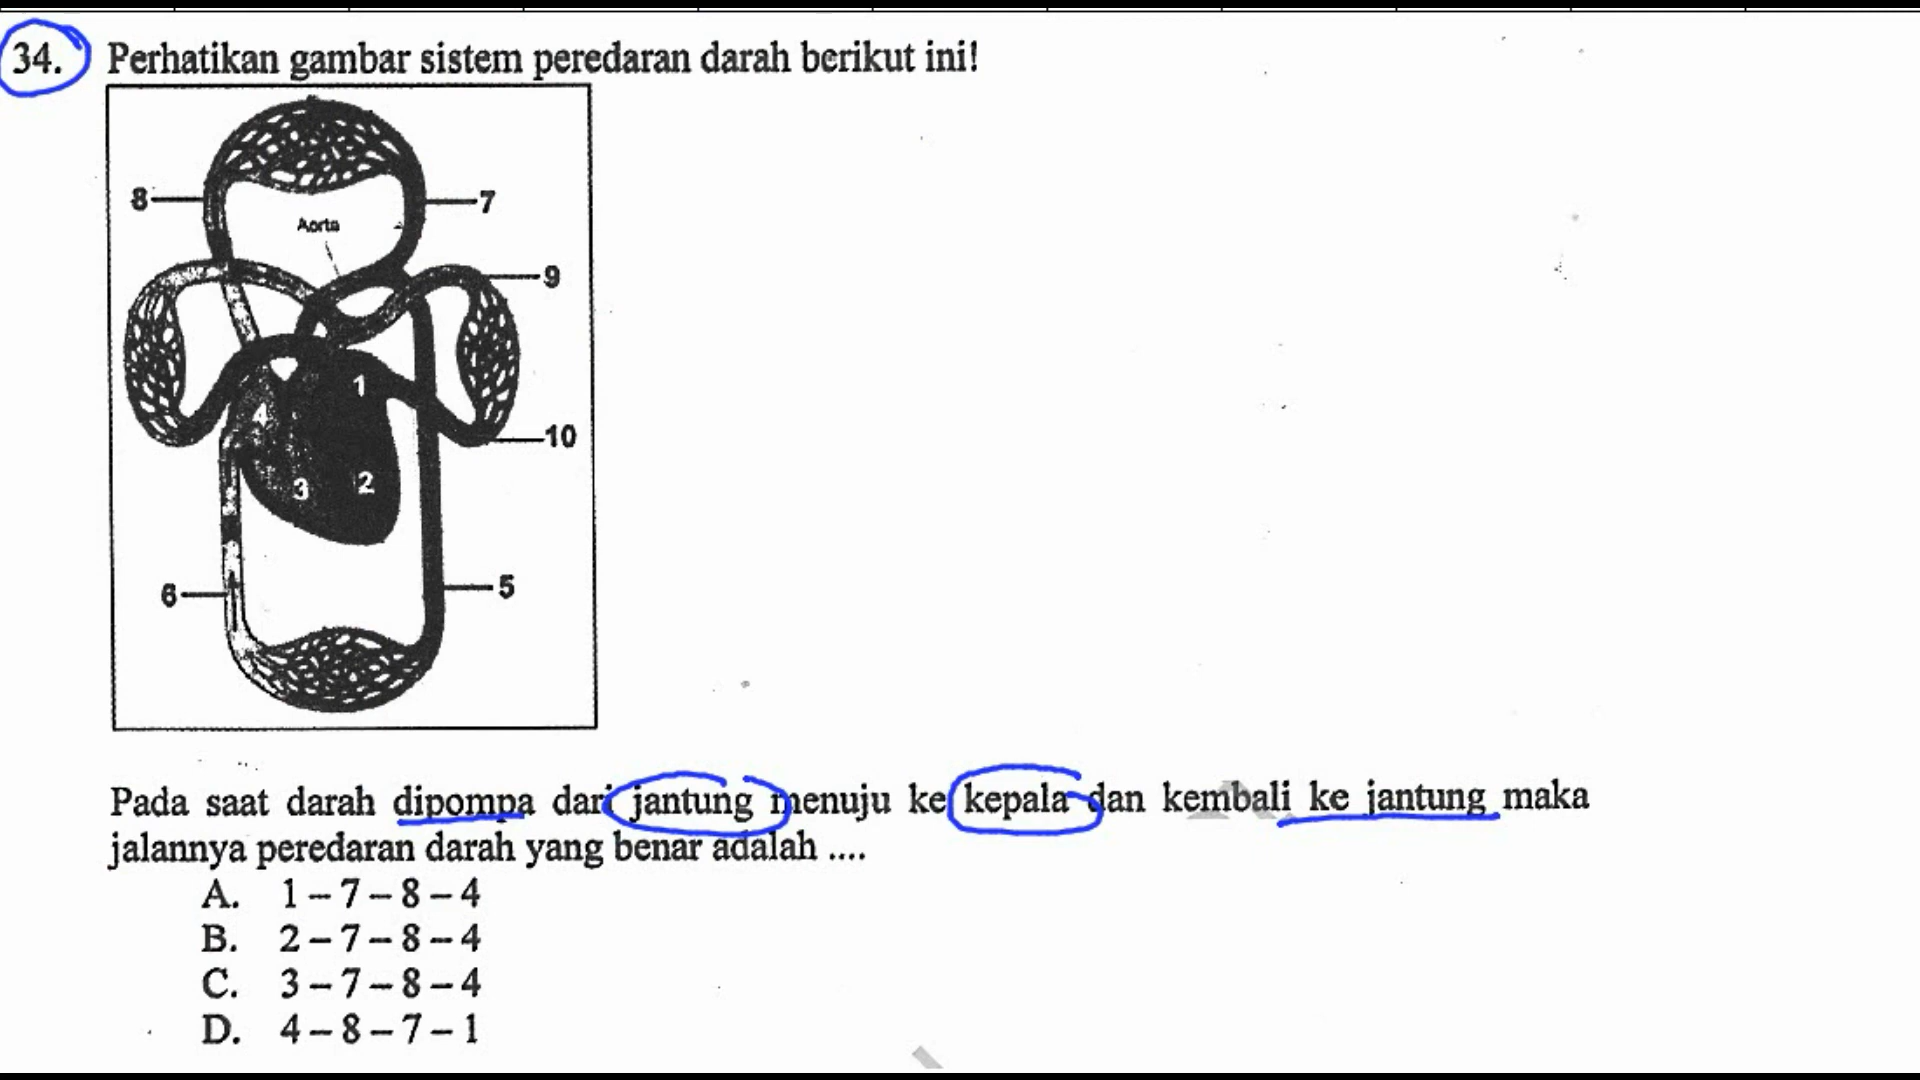 34. Perhatikan gambar sistem peredaran darah berikut ini!
8
7
Aorta
9
1
4
10
3
2
6
5
Pada saat darah dipompa dari jantung menuju ke kepala dan kembali ke jantung maka
jalannya peredaran darah yang benar adalah ....
A. 1 – 7 – 8 – 4
B. 2 – 7 – 8 – 4
C. 3 – 7 – 8 – 4
D. 4 – 8 – 7 – 1